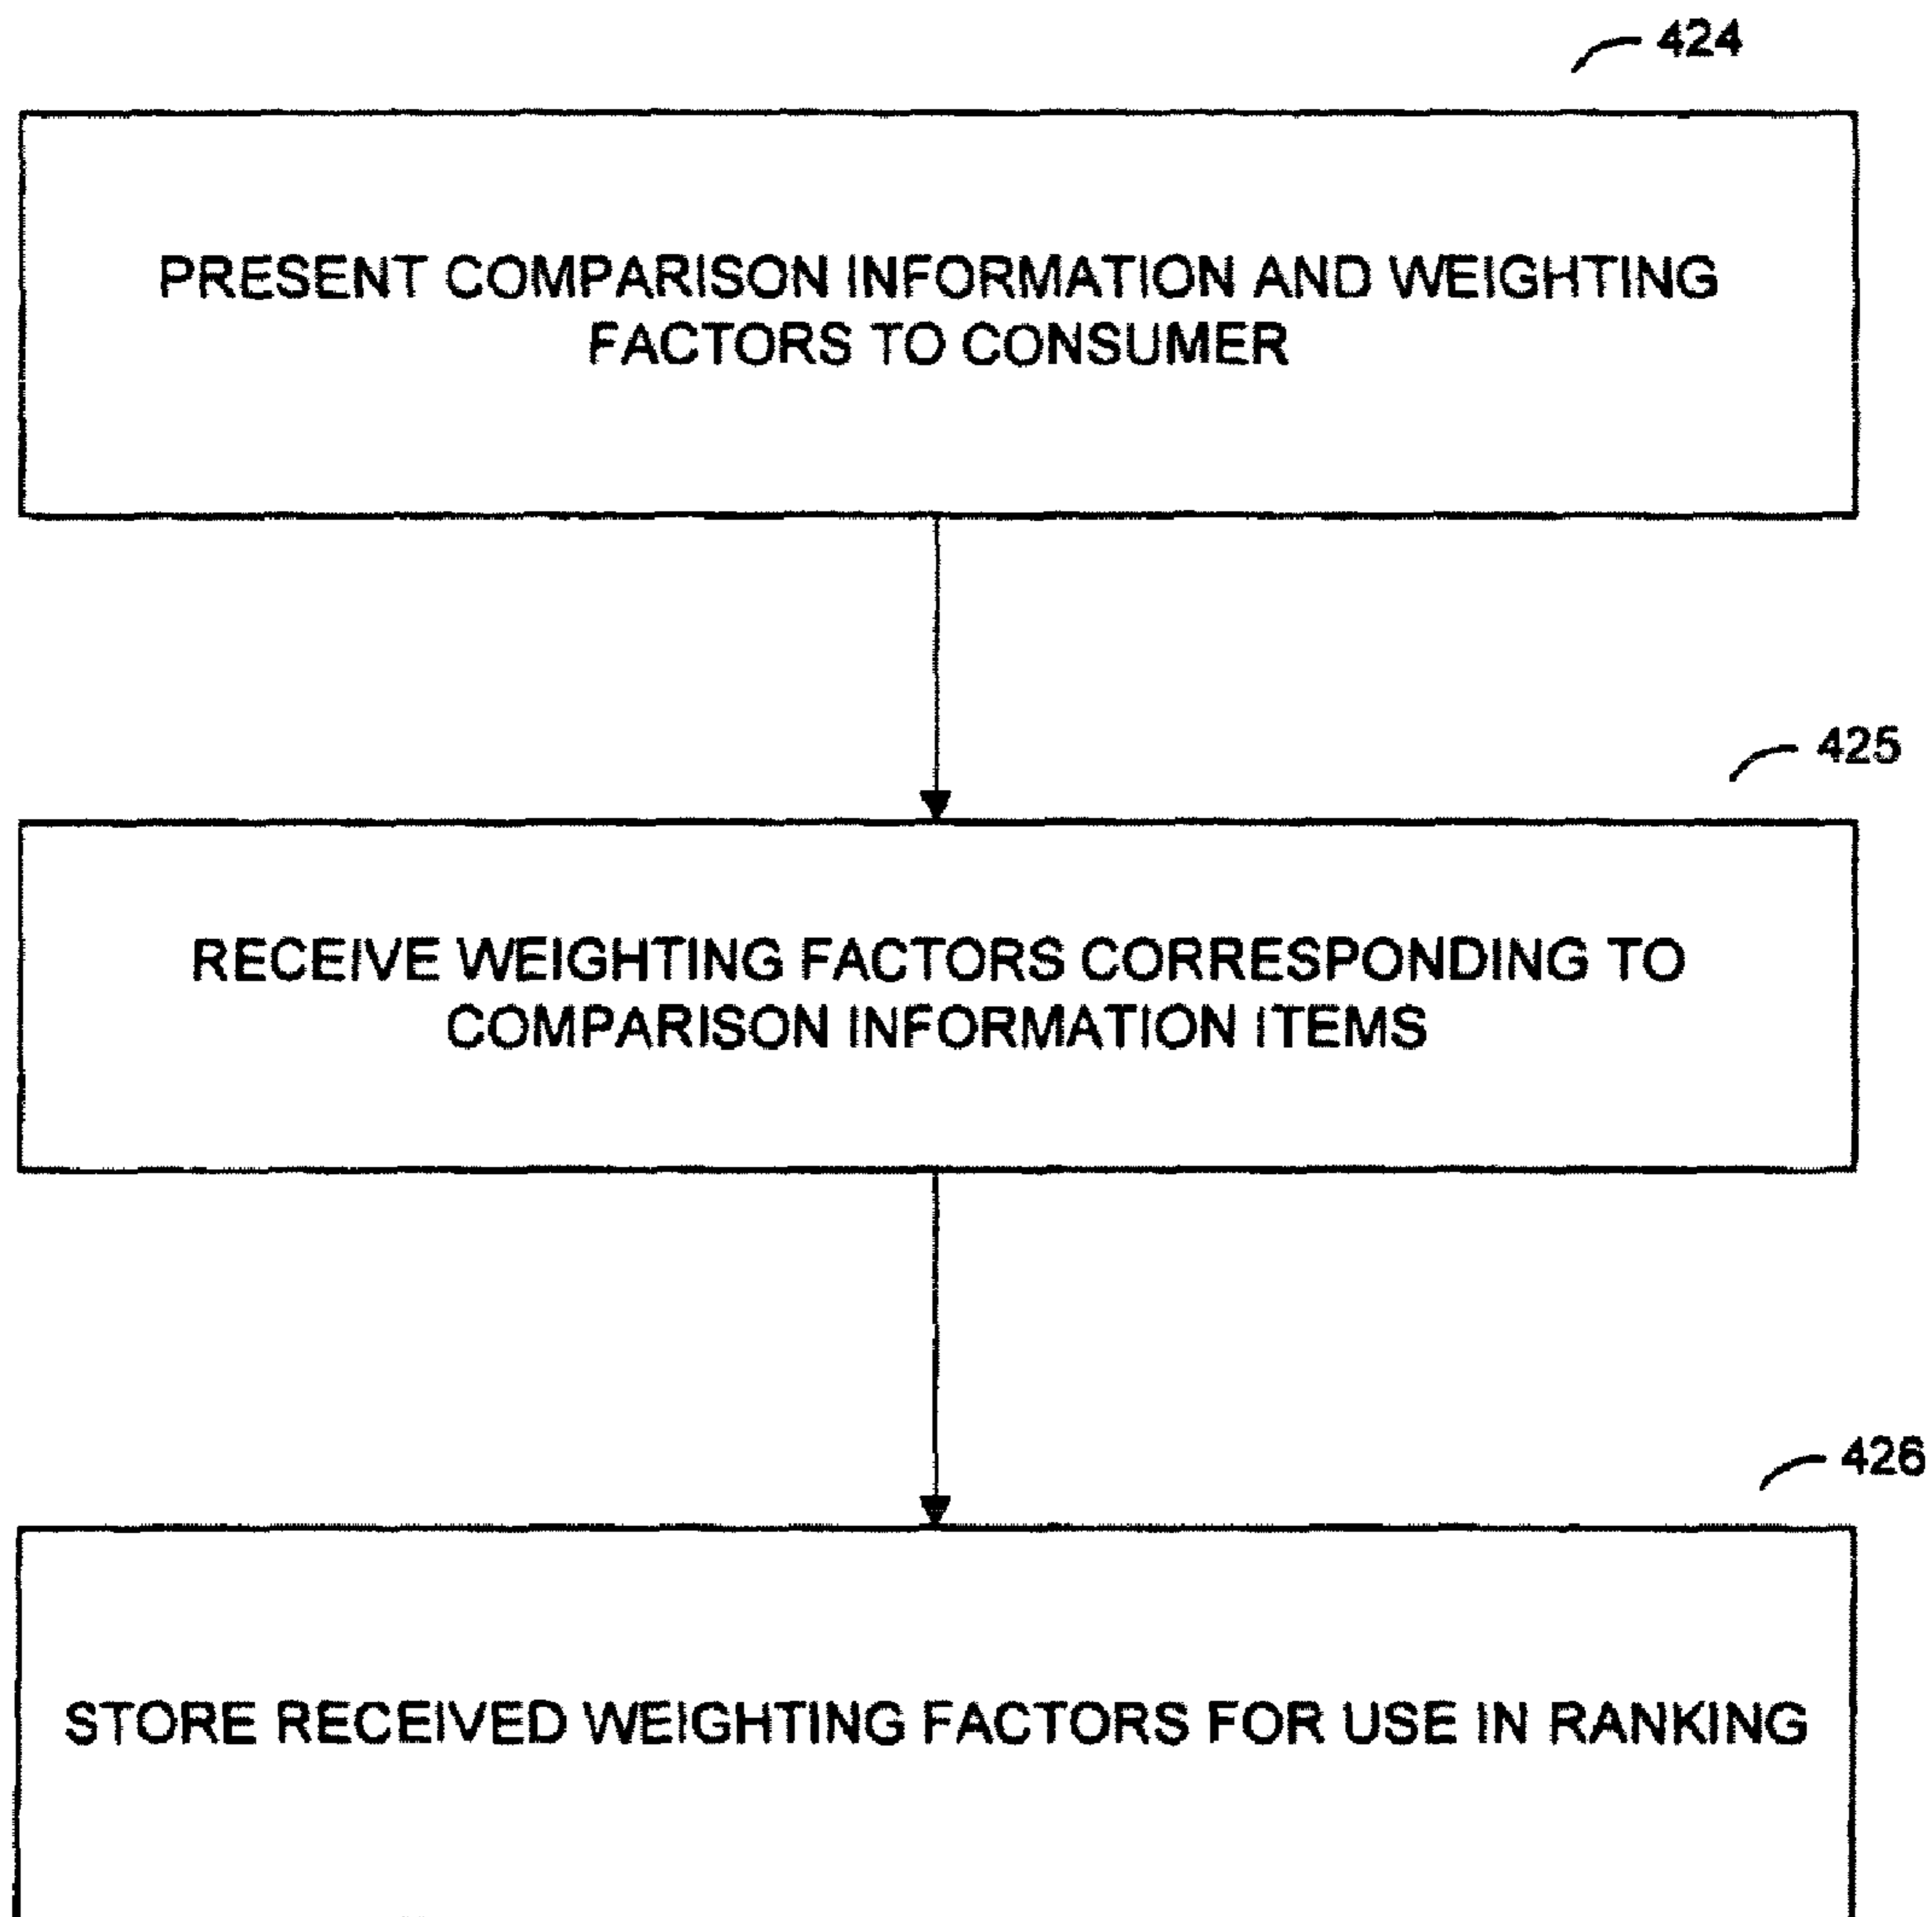 424
PRESENT COMPARISON INFORMATION AND WEIGHTING
FACTORS TO CONSUMER
425
RECEIVE WEIGHTING FACTORS CORRESPONDING TO
COMPARISON INFORMATION ITEMS
426
STORE RECEIVED WEIGHTING FACTORS FOR USE IN RANKING